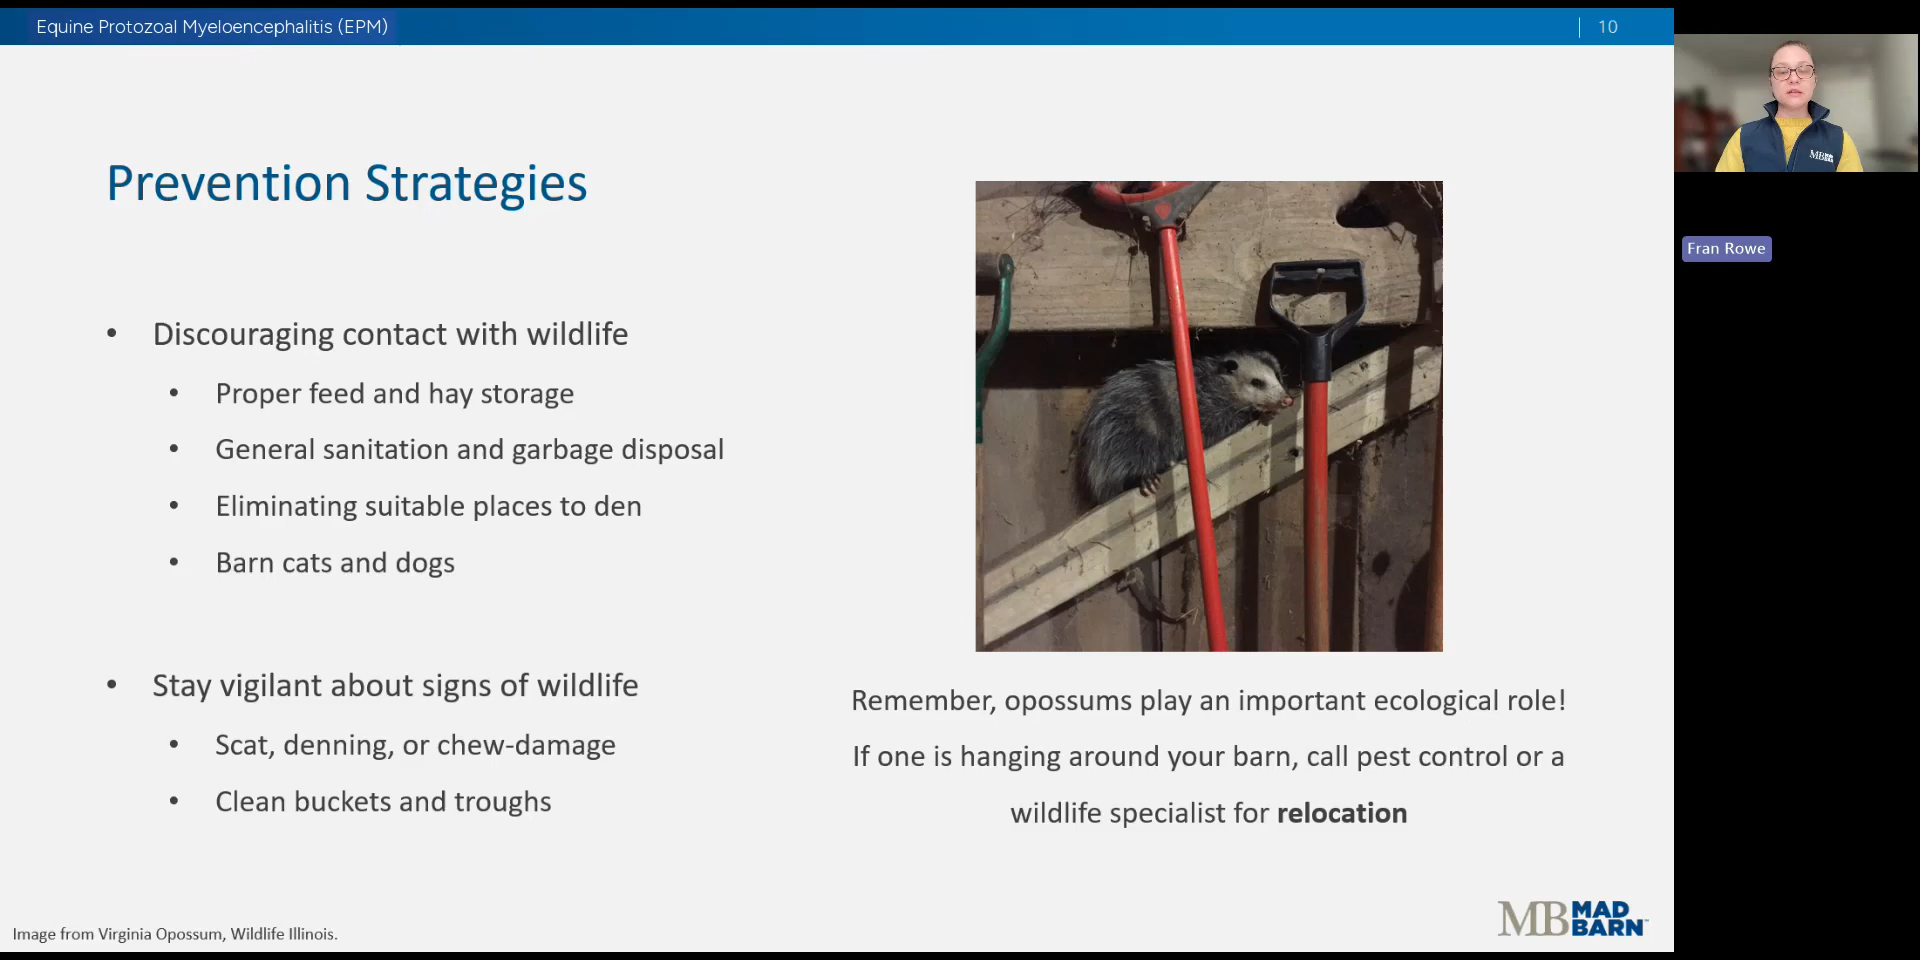 Equine Protozoal Myeloencephalitis (EPM)
10
Prevention Strategies
• Discouraging contact with wildlife
• Proper feed and hay storage
• General sanitation and garbage disposal
• Eliminating suitable places to den
• Barn cats and dogs
• Stay vigilant about signs of wildlife
• Scat, denning, or chew-damage
• Clean buckets and troughs
Remember, opossums play an important ecological role!
If one is hanging around your barn, call pest control or a
wildlife specialist for relocation
Image from Virginia Opossum, Wildlife Illinois.
MB MAD
BARN
MB MAD
BARN
Fran Rowe